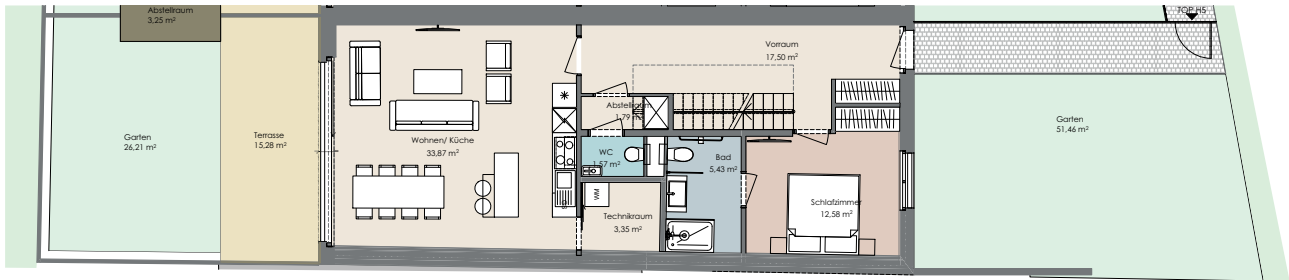 Abstellraum
3,25 m²
TOP H5
Vorraum
17,50 m²
Abstellraum
1,79 m²
Garten
26,21 m²
Terrasse
15,28 m²
Wohnen/ Küche
33,87 m²
WC
1,57 m²
Bad
5,43 m²
Garten
51,46 m²
WM
Technikraum
3,35 m²
Schlafzimmer
12,58 m²